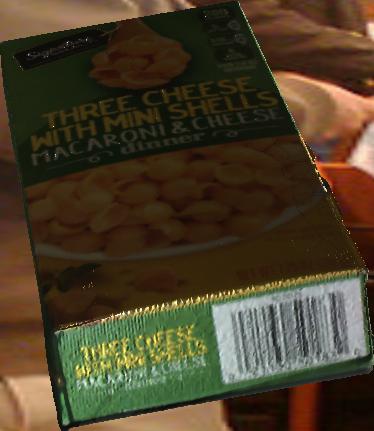 THREE CHEESE
WITH MINI SHELLS
MACARONI & CHEESE
dinner
THREE CHEESE
WITH MINI SHELLS
MACARONI & CHEESE